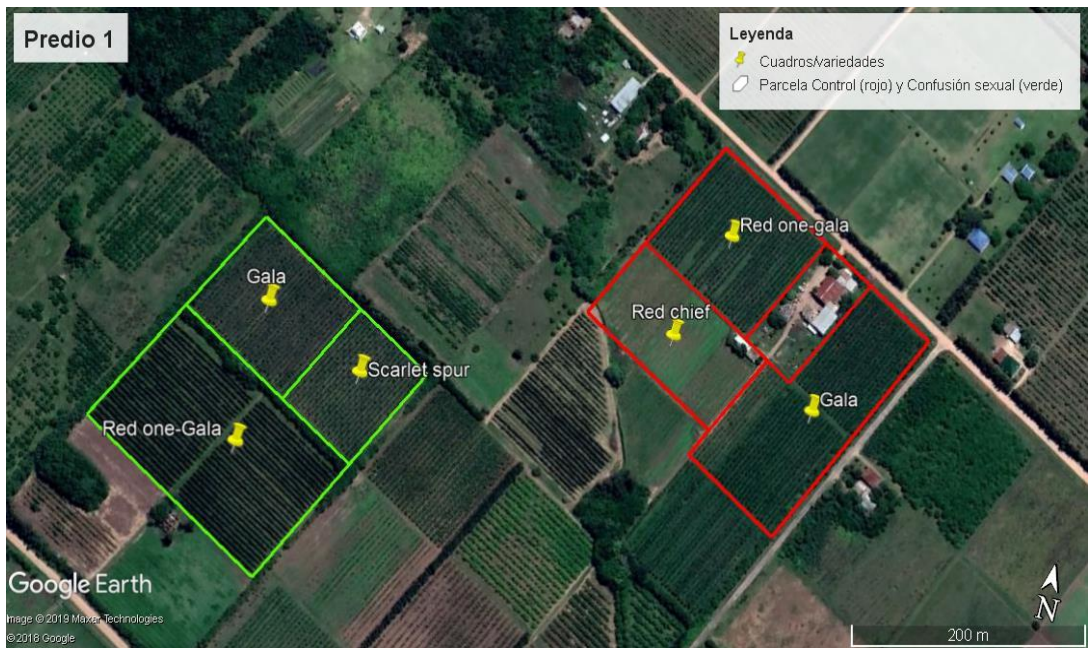 Predio 1
Leyenda
Cuadros/variedades
Parcela Control (rojo) y Confusión sexual (verde)
Red one-gala
Gala
Red chief
Scarlet spur
Gala
Red one-Gala
Google Earth
Image © 2019 Maxar Technologies
©2018 Google
N
200 m